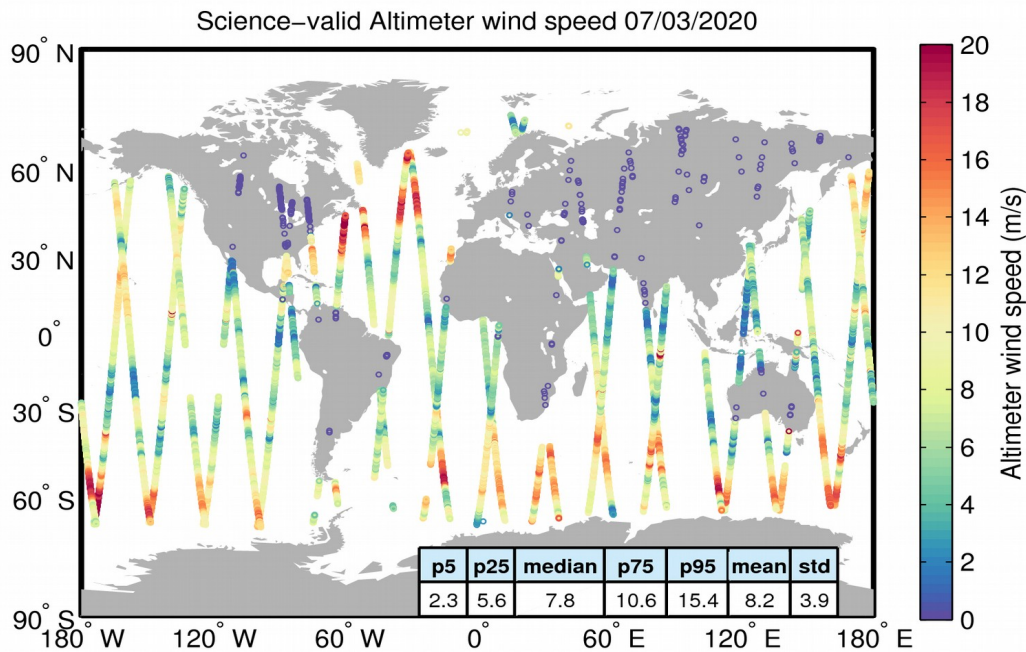 Science−valid Altimeter wind speed 07/03/2020
90° N
60° N
30° N
0°
30° S
60° S
90° S
180° W
120° W
60° W
0°
60° E
120° E
180° E
p5 p25 median p75 p95 mean std
2.3 5.6 7.8 10.6 15.4 8.2 3.9
20
18
16
14
12
10
8
6
4
2
0
Altimeter wind speed (m/s)